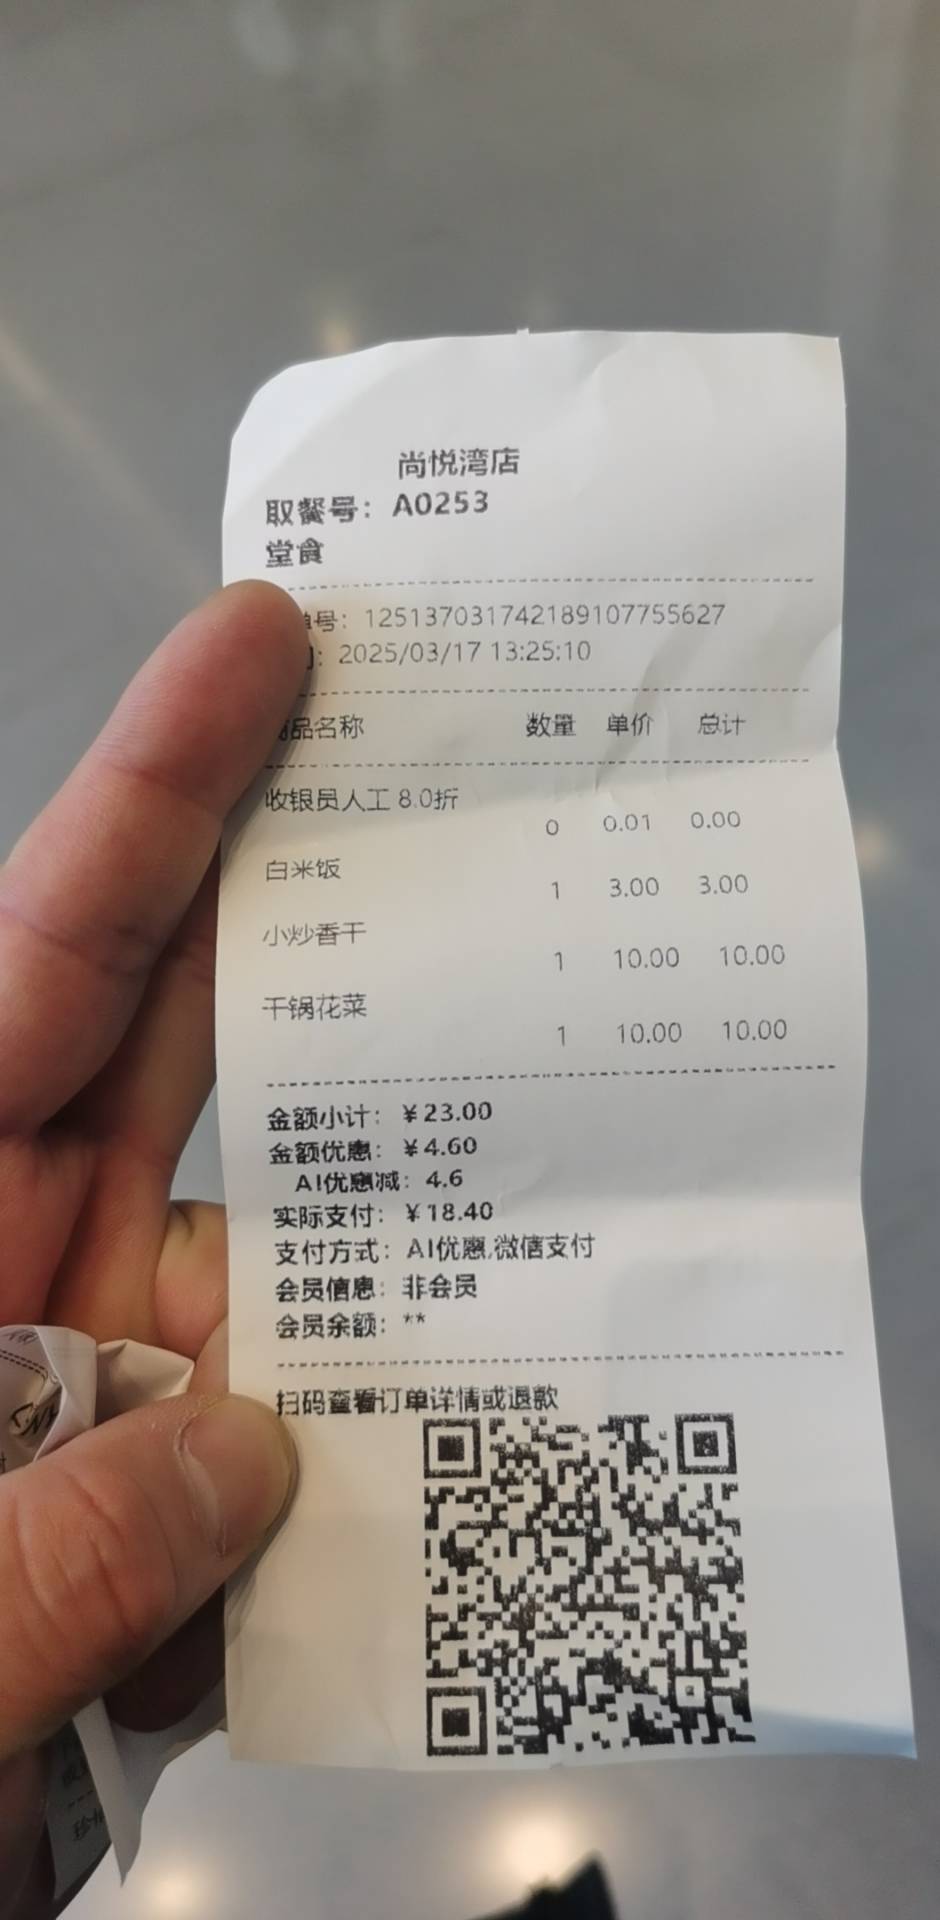 尚悦湾店
取餐号：A0253
堂食
单号：125137031742189107755627
：2025/03/17 13:25:10
商品名称 数量 单价 总计
收银员人工 8.0折
0 0.01 0.00
白米饭
1 3.00 3.00
小炒香干
1 10.00 10.00
干锅花菜
1 10.00 10.00
金额小计：￥23.00
金额优惠：￥4.60
AI优惠减：4.6
实际支付：￥18.40
支付方式：AI优惠,微信支付
会员信息：非会员
会员余额：**
扫码查看订单详情或退款